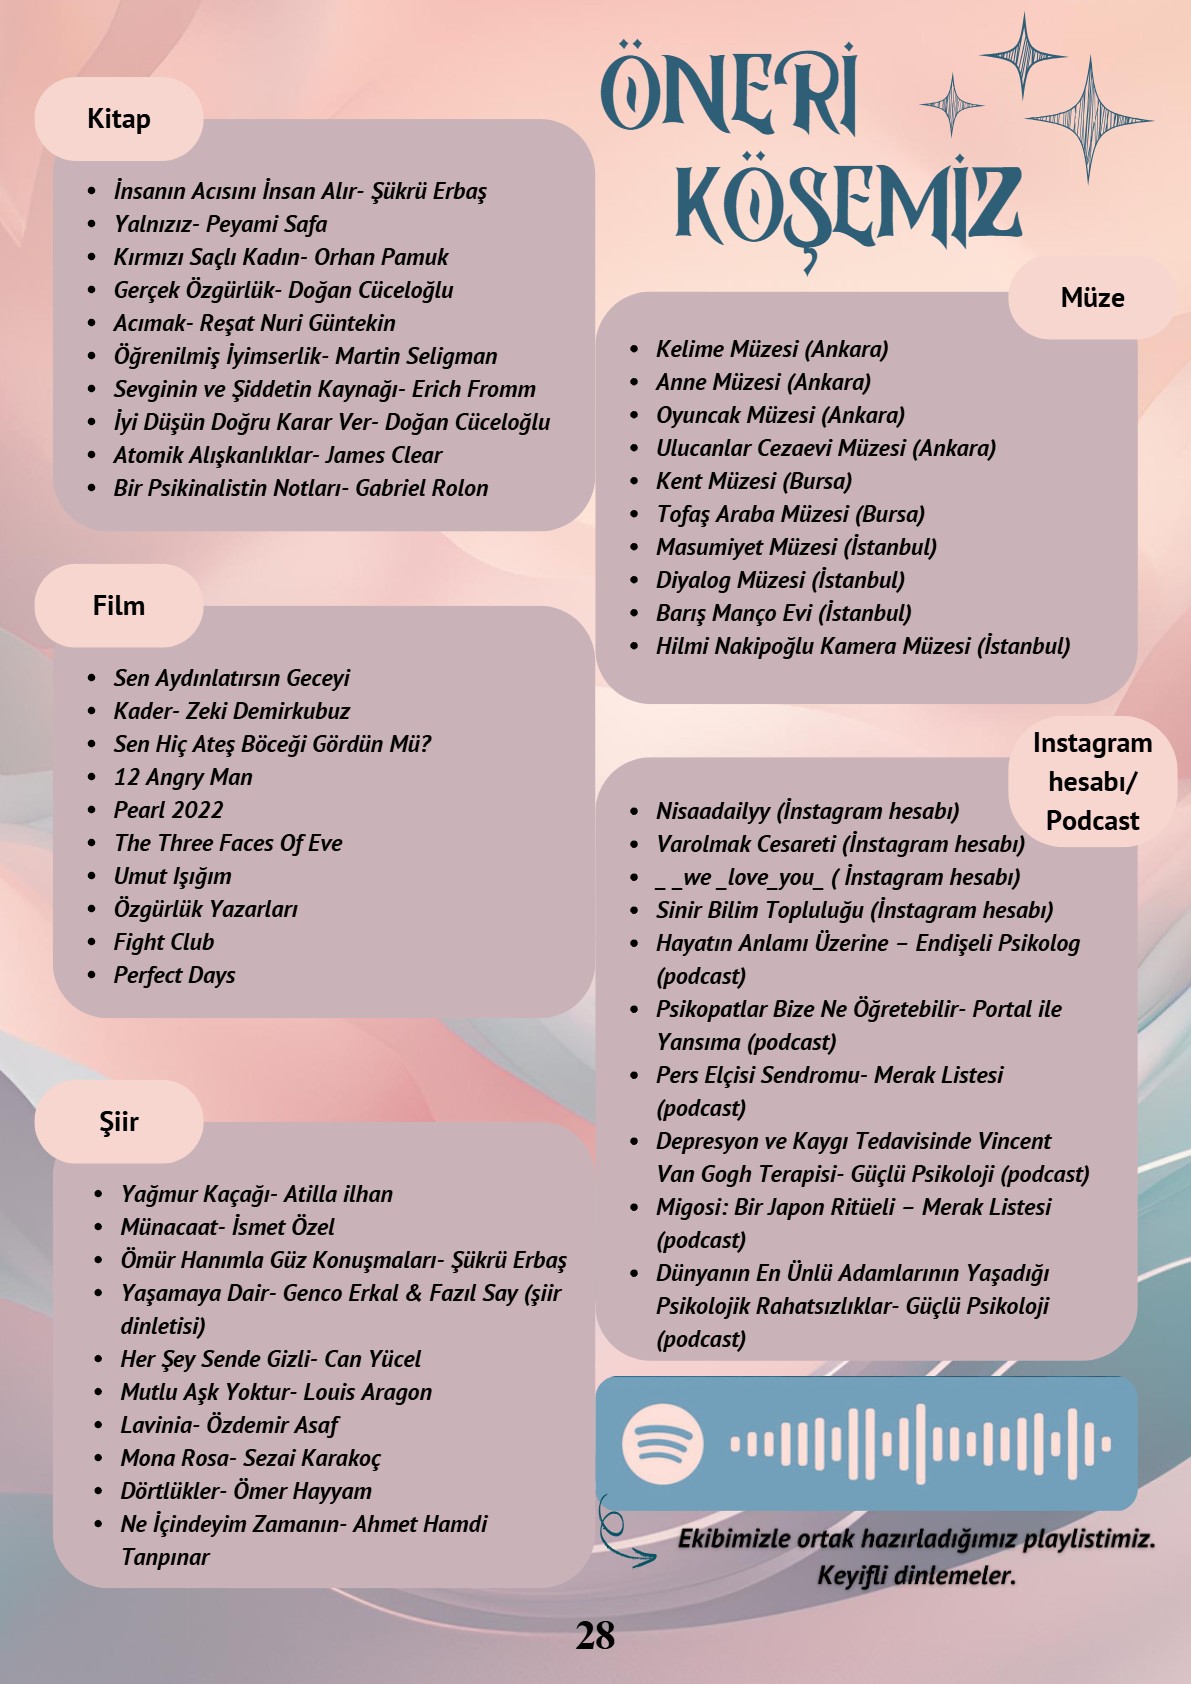 ÖNERİ
KÖŞEMİZ
Kitap
• İnsanın Acısını İnsan Alır- Şükrü Erbaş
• Yalnızız- Peyami Safa
• Kırmızı Saçlı Kadın- Orhan Pamuk
• Gerçek Özgürlük- Doğan Cüceloğlu
• Acımak- Reşat Nuri Güntekin
• Öğrenilmiş İyimserlik- Martin Seligman
• Sevginin ve Şiddetin Kaynağı- Erich Fromm
• İyi Düşün Doğru Karar Ver- Doğan Cüceloğlu
• Atomik Alışkanlıklar- James Clear
• Bir Psikinalistin Notları- Gabriel Rolon
Film
• Sen Aydınlatırsın Geceyi
• Kader- Zeki Demirkubuz
• Sen Hiç Ateş Böceği Gördün Mü?
• 12 Angry Man
• Pearl 2022
• The Three Faces Of Eve
• Umut Işığım
• Özgürlük Yazarları
• Fight Club
• Perfect Days
Şiir
• Yağmur Kaçağı- Atilla ilhan
• Münacaat- İsmet Özel
• Ömür Hanımla Güz Konuşmaları- Şükrü Erbaş
• Yaşamaya Dair- Genco Erkal & Fazıl Say (şiir
dinletisi)
• Her Şey Sende Gizli- Can Yücel
• Mutlu Aşk Yoktur- Louis Aragon
• Lavinia- Özdemir Asaf
• Mona Rosa- Sezai Karakoç
• Dörtlükler- Ömer Hayyam
• Ne İçindeyim Zamanın- Ahmet Hamdi
Tanpınar
Müze
• Kelime Müzesi (Ankara)
• Anne Müzesi (Ankara)
• Oyuncak Müzesi (Ankara)
• Ulucanlar Cezaevi Müzesi (Ankara)
• Kent Müzesi (Bursa)
• Tofaş Araba Müzesi (Bursa)
• Masumiyet Müzesi (İstanbul)
• Diyalog Müzesi (İstanbul)
• Barış Manço Evi (İstanbul)
• Hilmi Nakipoğlu Kamera Müzesi (İstanbul)
Instagram
hesabı/
Podcast
• Nisaadailyy (İnstagram hesabı)
• Varolmak Cesareti (İnstagram hesabı)
• _ _we _love_you_ ( İnstagram hesabı)
• Sinir Bilim Topluluğu (İnstagram hesabı)
• Hayatın Anlamı Üzerine – Endişeli Psikolog
(podcast)
• Psikopatlar Bize Ne Öğretebilir- Portal ile
Yansıma (podcast)
• Pers Elçisi Sendromu- Merak Listesi
(podcast)
• Depresyon ve Kaygı Tedavisinde Vincent
Van Gogh Terapisi- Güçlü Psikoloji (podcast)
• Migosi: Bir Japon Ritüeli – Merak Listesi
(podcast)
• Dünyanın En Ünlü Adamlarının Yaşadığı
Psikolojik Rahatsızlıklar- Güçlü Psikoloji
(podcast)
Ekibimizle ortak hazırladığımız playlistimiz.
Keyifli dinlemeler.
28